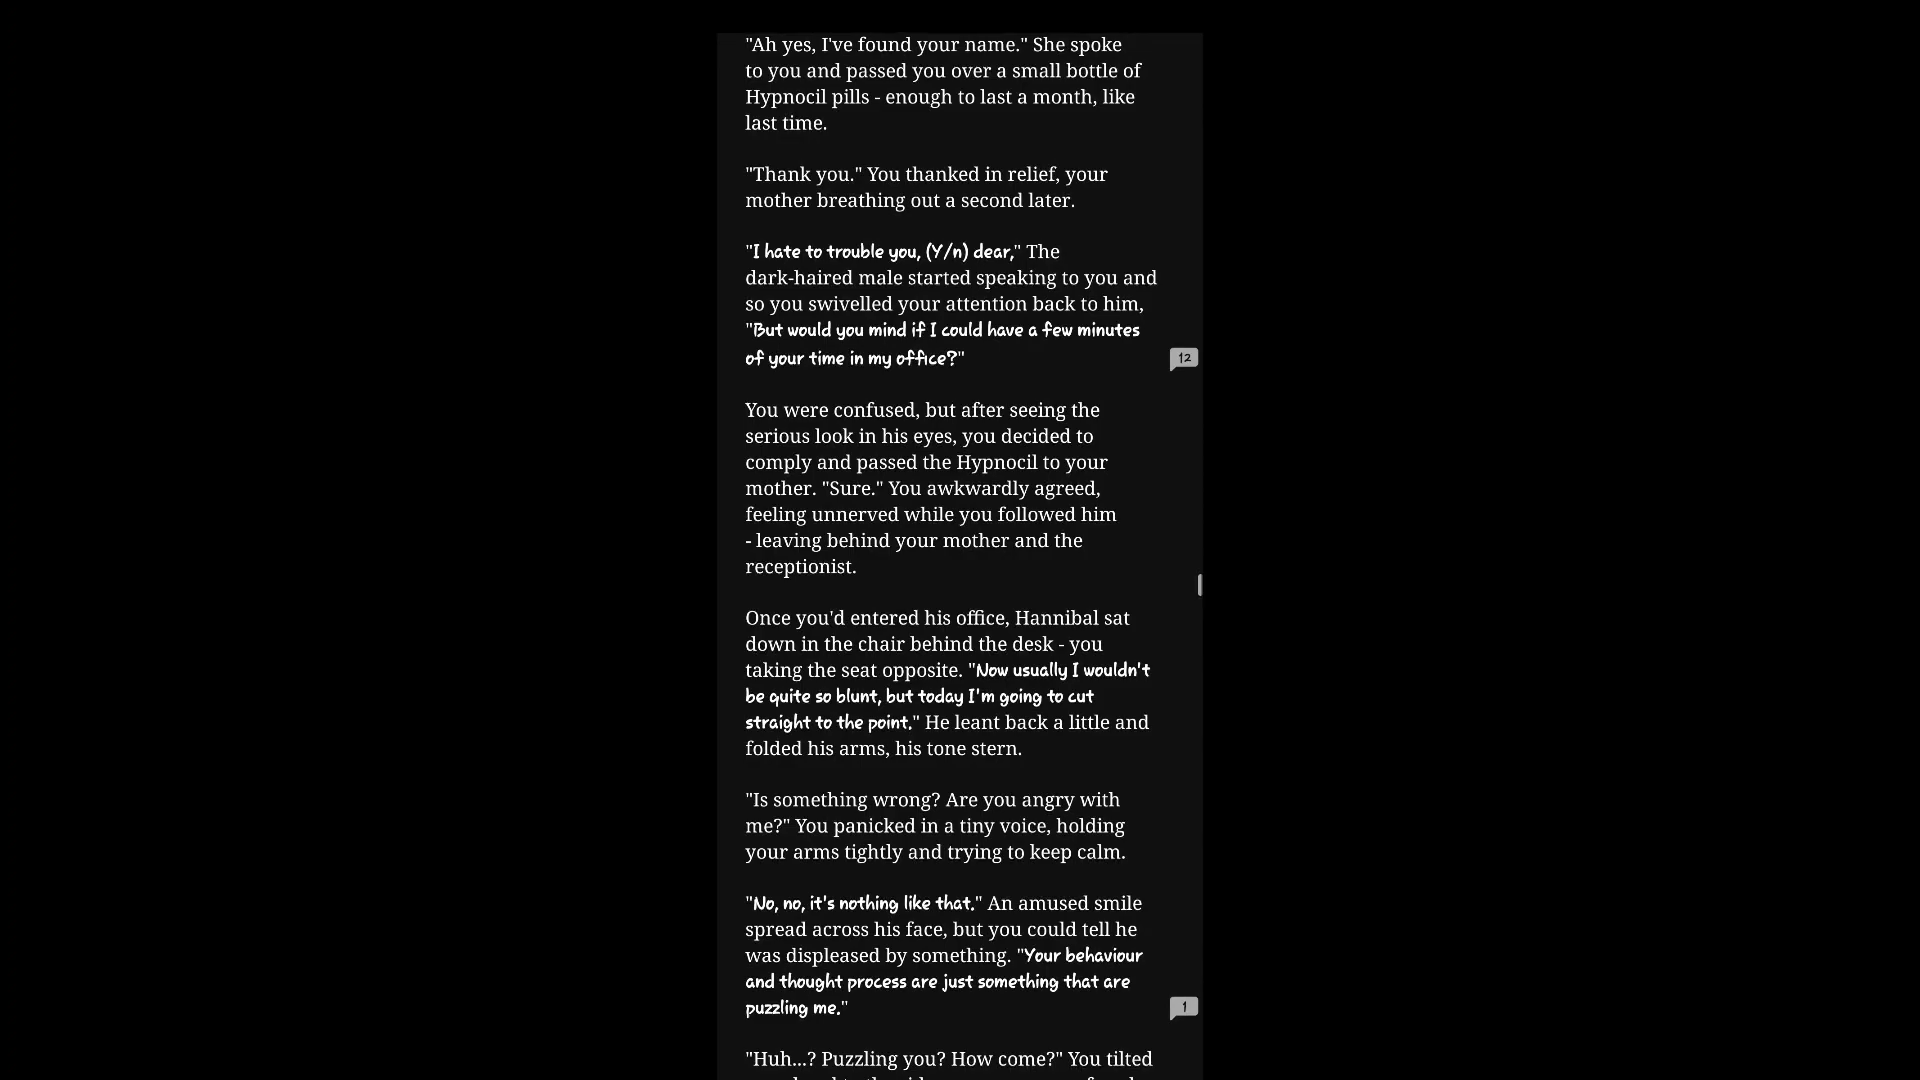 "Ah yes, I've found your name." She spoke
to you and passed you over a small bottle of
Hypnocil pills - enough to last a month, like
last time.
"Thank you." You thanked in relief, your
mother breathing out a second later.
"I hate to trouble you, (Y/n) dear," The
dark-haired male started speaking to you and
so you swivelled your attention back to him,
"But would you mind if I could have a few minutes
of your time in my office?"
12
You were confused, but after seeing the
serious look in his eyes, you decided to
comply and passed the Hypnocil to your
mother. "Sure." You awkwardly agreed,
feeling unnerved while you followed him
- leaving behind your mother and the
receptionist.
Once you'd entered his office, Hannibal sat
down in the chair behind the desk - you
taking the seat opposite. "Now usually I wouldn't
be quite so blunt, but today I'm going to cut
straight to the point." He leant back a little and
folded his arms, his tone stern.
"Is something wrong? Are you angry with
me?" You panicked in a tiny voice, holding
your arms tightly and trying to keep calm.
"No, no, it's nothing like that." An amused smile
spread across his face, but you could tell he
was displeased by something. "Your behaviour
and thought process are just something that are
puzzling me."
1
"Huh...? Puzzling you? How come?" You tilted